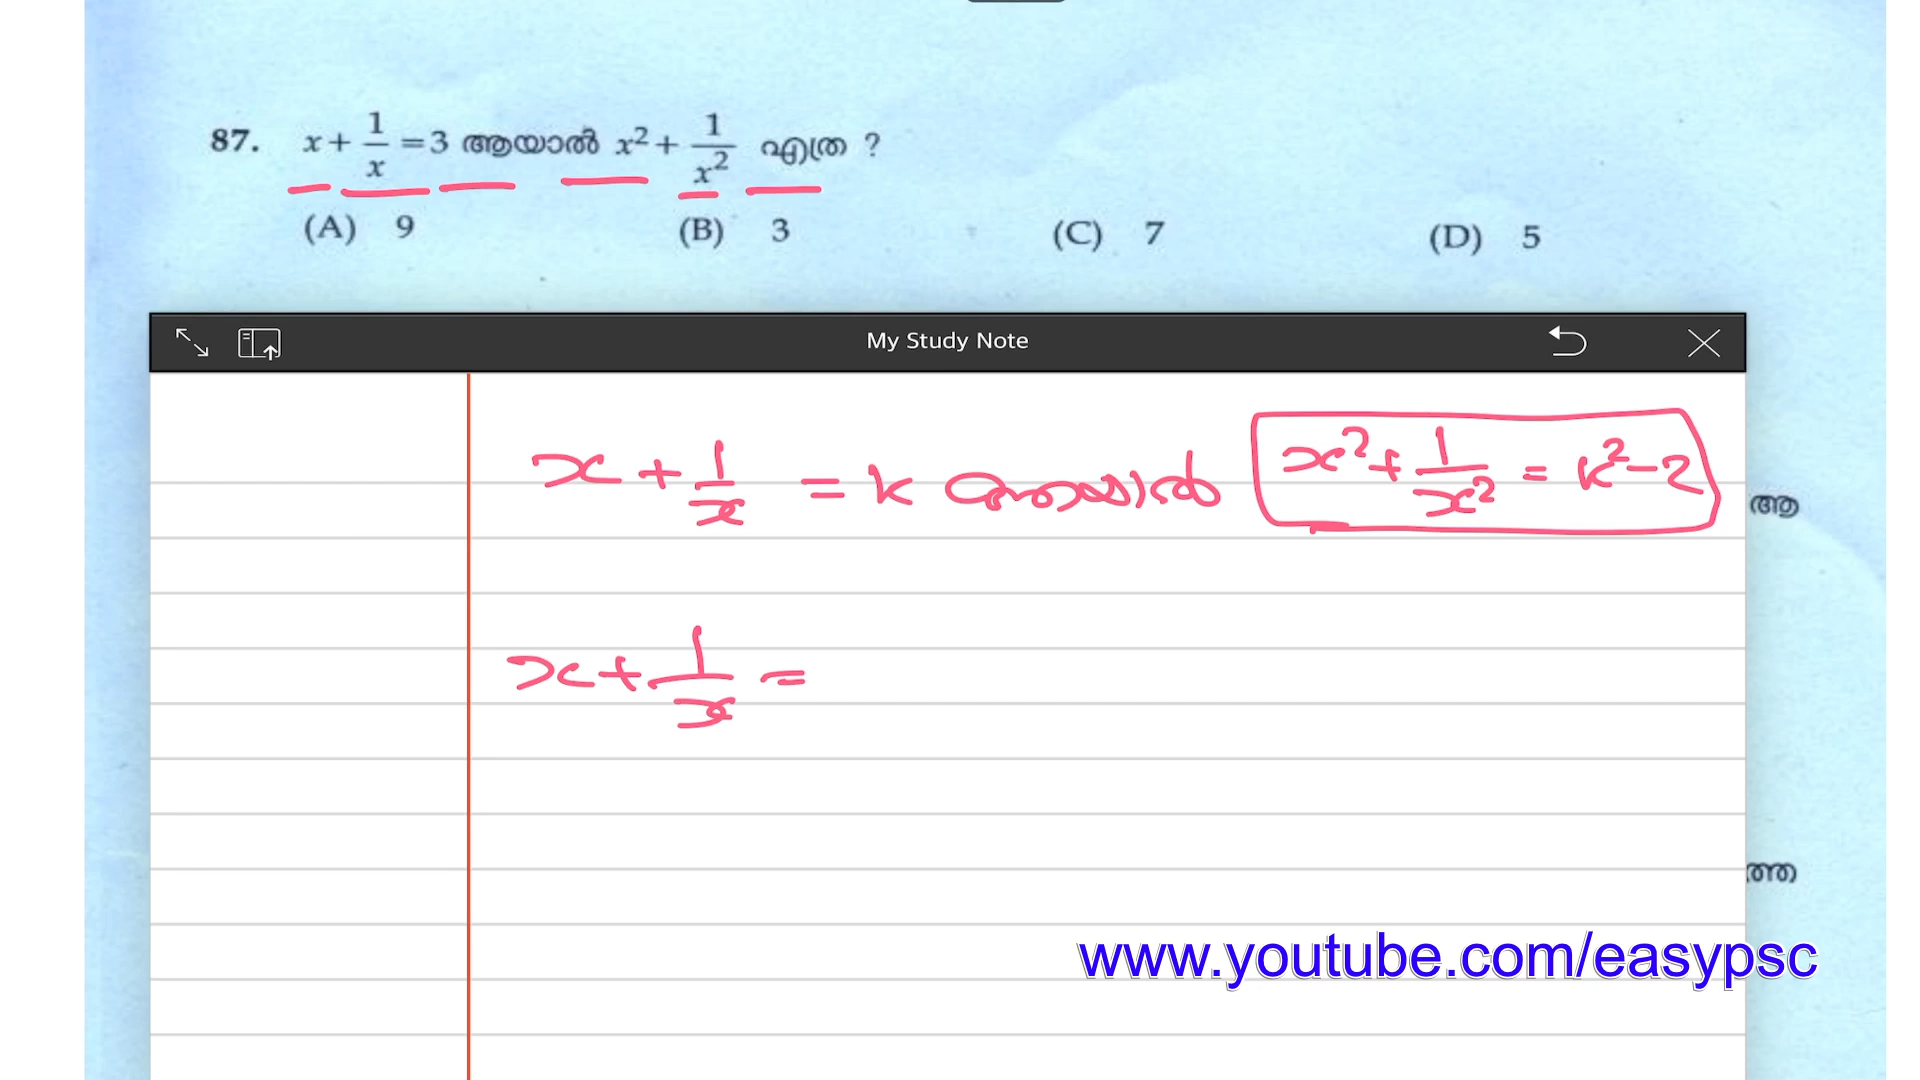 87. x + 1/x = 3 ആയാൽ x² + 1/x² എത്ര ?
(A) 9 (B) 3 (C) 7 (D) 5
My Study Note
x + 1/x = k ആയാൽ x² + 1/x² = k² - 2
ആ
x + 1/x =
ത്ത
www.youtube.com/easypsc